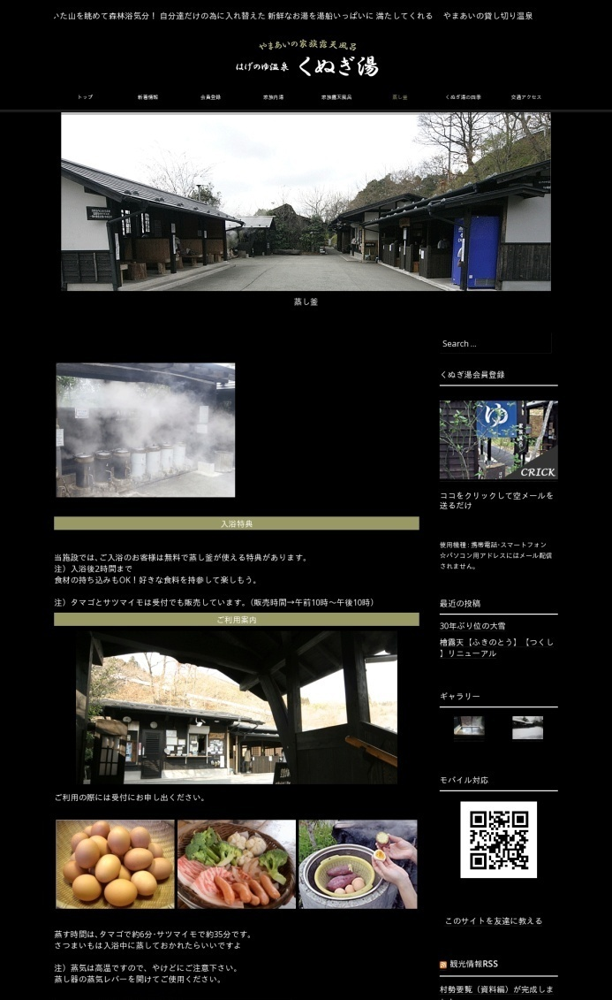 いた山を眺めて森林浴気分！ 自分達だけの為に入れ替えた 新鮮なお湯を湯船いっぱいに 満たしてくれる　やまあいの貸し切り温泉
やまあいの家族露天風呂
はげのゆ温泉 くぬぎ湯
トップ 新着情報 会員登録 家族内湯 家族露天風呂 蒸し釜 くぬぎ湯の四季 交通アクセス
蒸し釜
入浴特典
当施設では､ご入浴のお客様は無料で蒸し釜が使える特典があります。
注）入浴後2時間まで
食材の持ち込みもOK！好きな食料を持参して楽しもう。
注）タマゴとサツマイモは受付でも販売しています。（販売時間→午前10時～午後10時）
ご利用案内
ご利用の際には受付にお申し出ください。
蒸す時間は､タマゴで約6分･サツマイモで約35分です。
さつまいもは入浴中に蒸しておかれたらいいですよ
注）蒸気は高温ですので、やけどにご注意下さい。
蒸し器の蒸気レバーを開けてご使用ください。
Search …
くぬぎ湯会員登録
ゆ
CRICK
ココをクリックして空メールを
送るだけ
使用機種：携帯電話･スマートフォン
☆パソコン用アドレスにはメール配信
されません。
最近の投稿
30年ぶり位の大雪
檜露天【ふきのとう】【つくし
】リニューアル
ギャラリー
モバイル対応
このサイトを友達に教える
観光情報RSS
村勢要覧（資料編）が完成しま